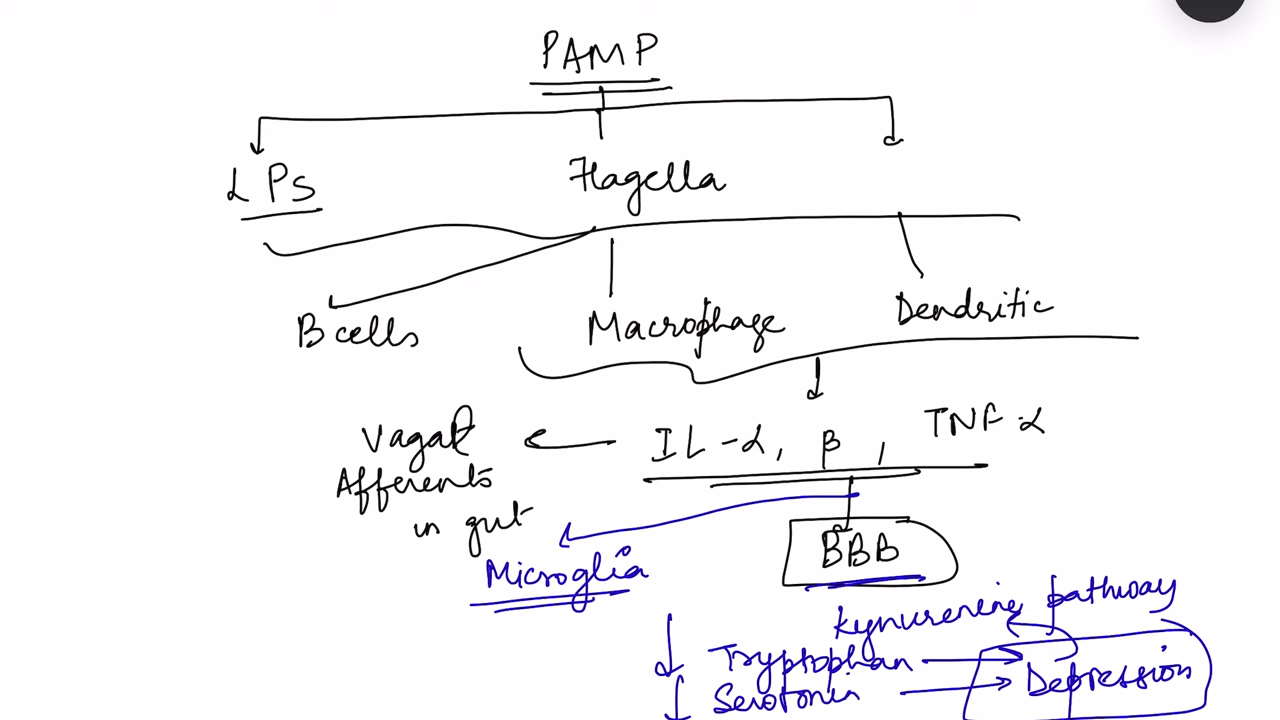 PAMP
LPS
Flagella
B cells
Macrophage
Dendritic
IL-α, β, TNF α
Vagal
Afferents
in gut
BBB
Microglia
Kynurenine pathway
↓ Tryptophan → Depression
↓ Serotonin →